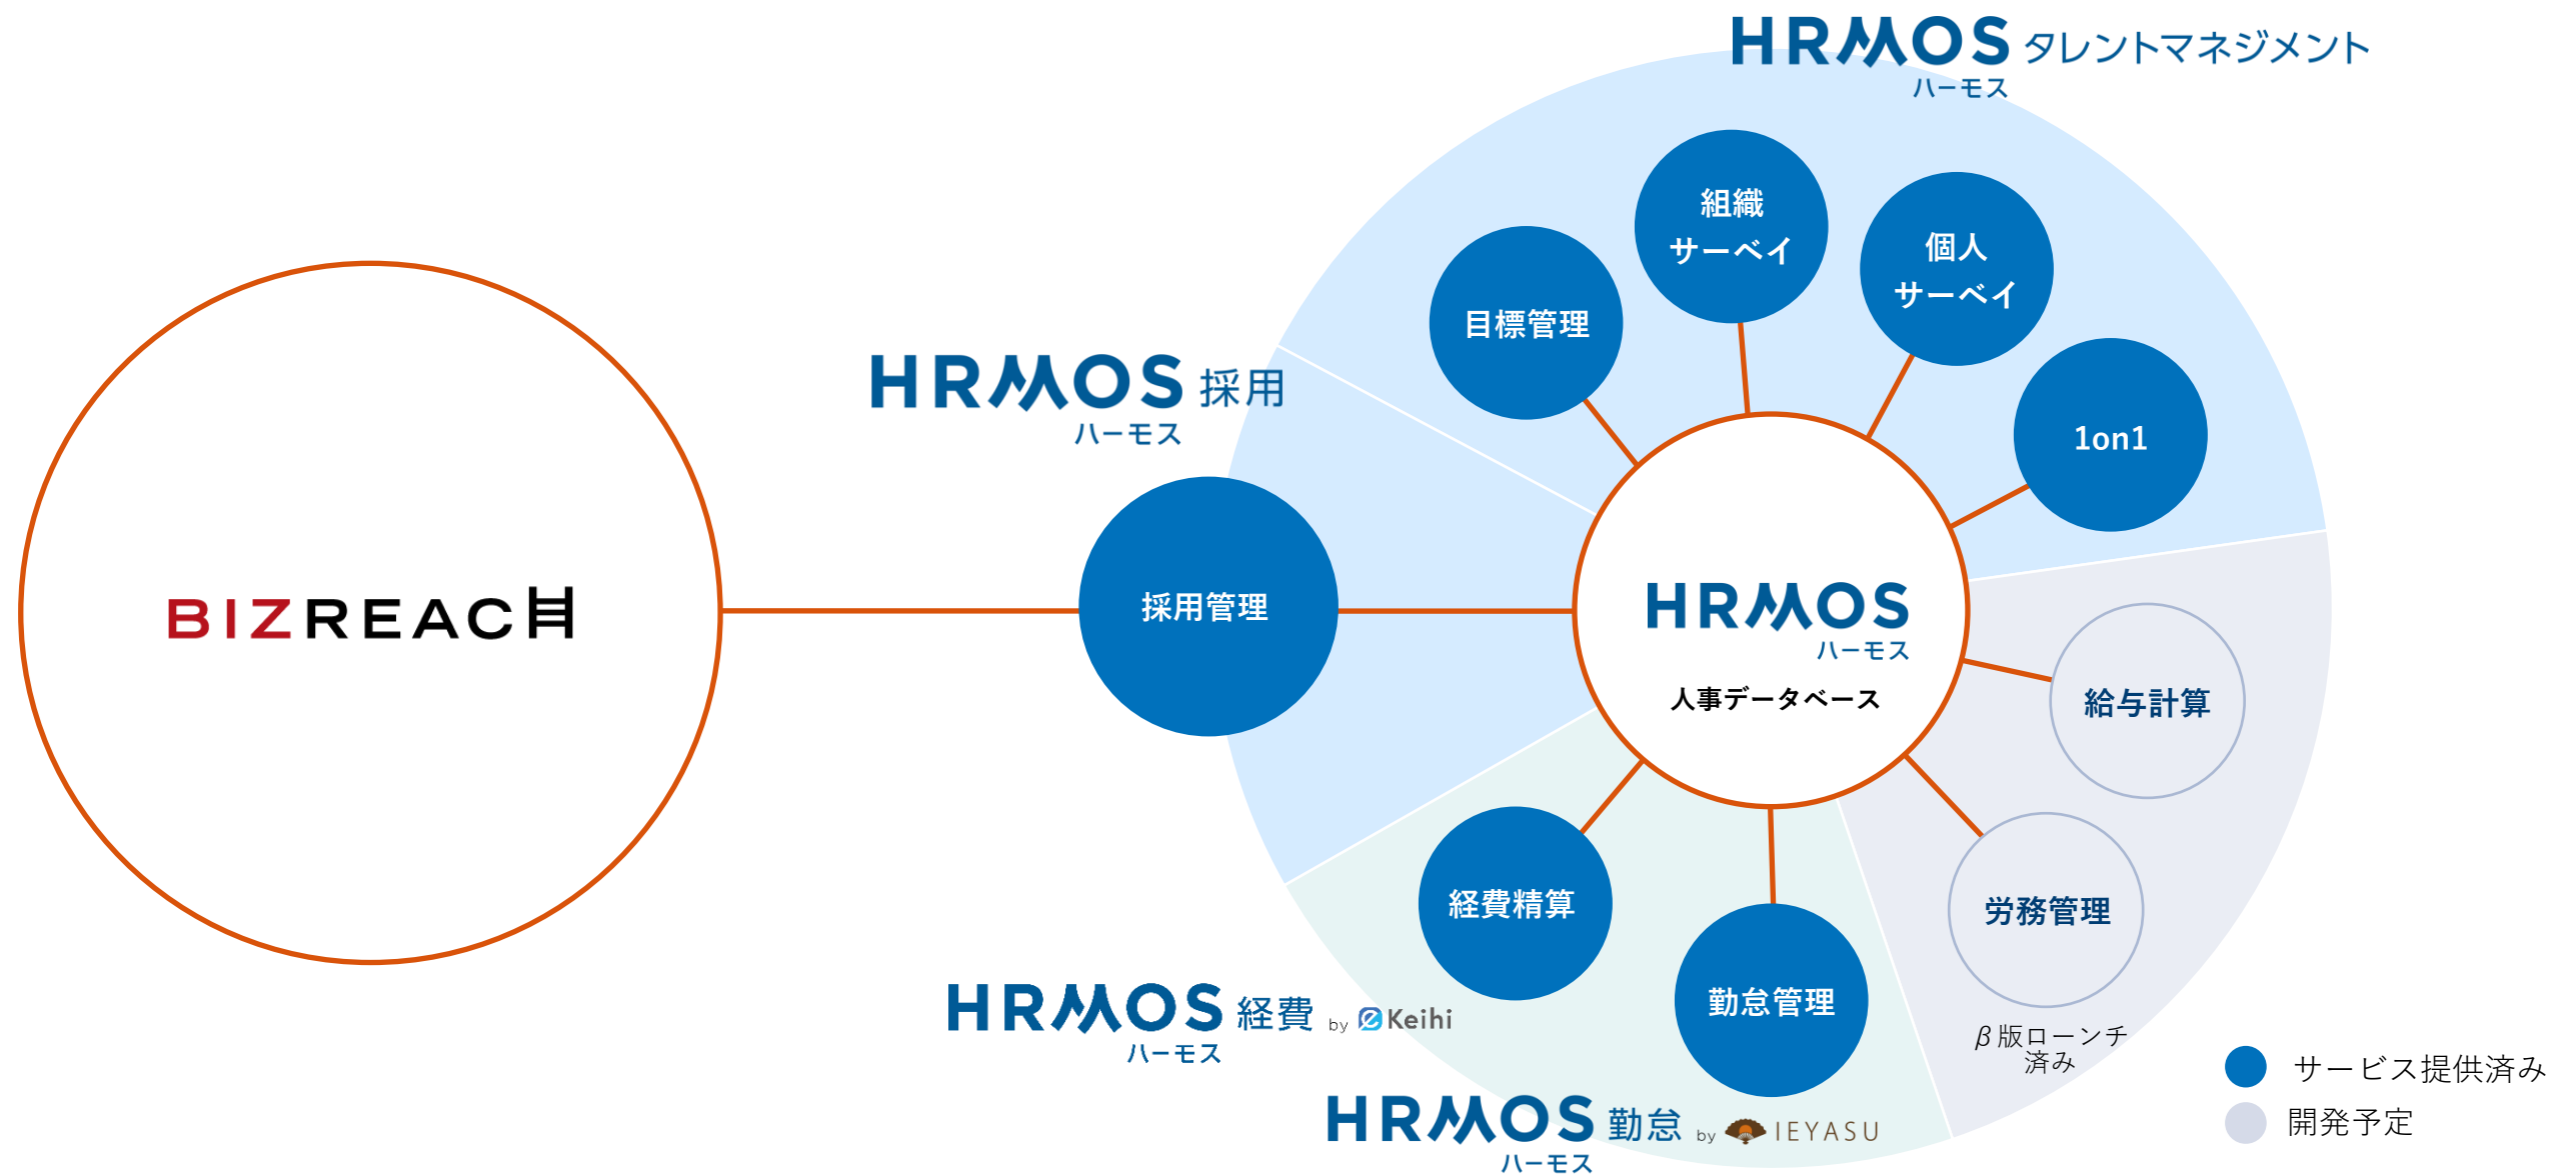 HRMOS タレントマネジメント
ハーモス
組織
サーベイ
個人
サーベイ
目標管理
1on1
HRMOS 採用
ハーモス
BIZREACH
採用管理
HRMOS
ハーモス
人事データベース
給与計算
経費精算
労務管理
勤怠管理
HRMOS 経費 by eKeihi
ハーモス
β版ローンチ
済み
サービス提供済み
HRMOS 勤怠 by IEYASU
ハーモス
開発予定